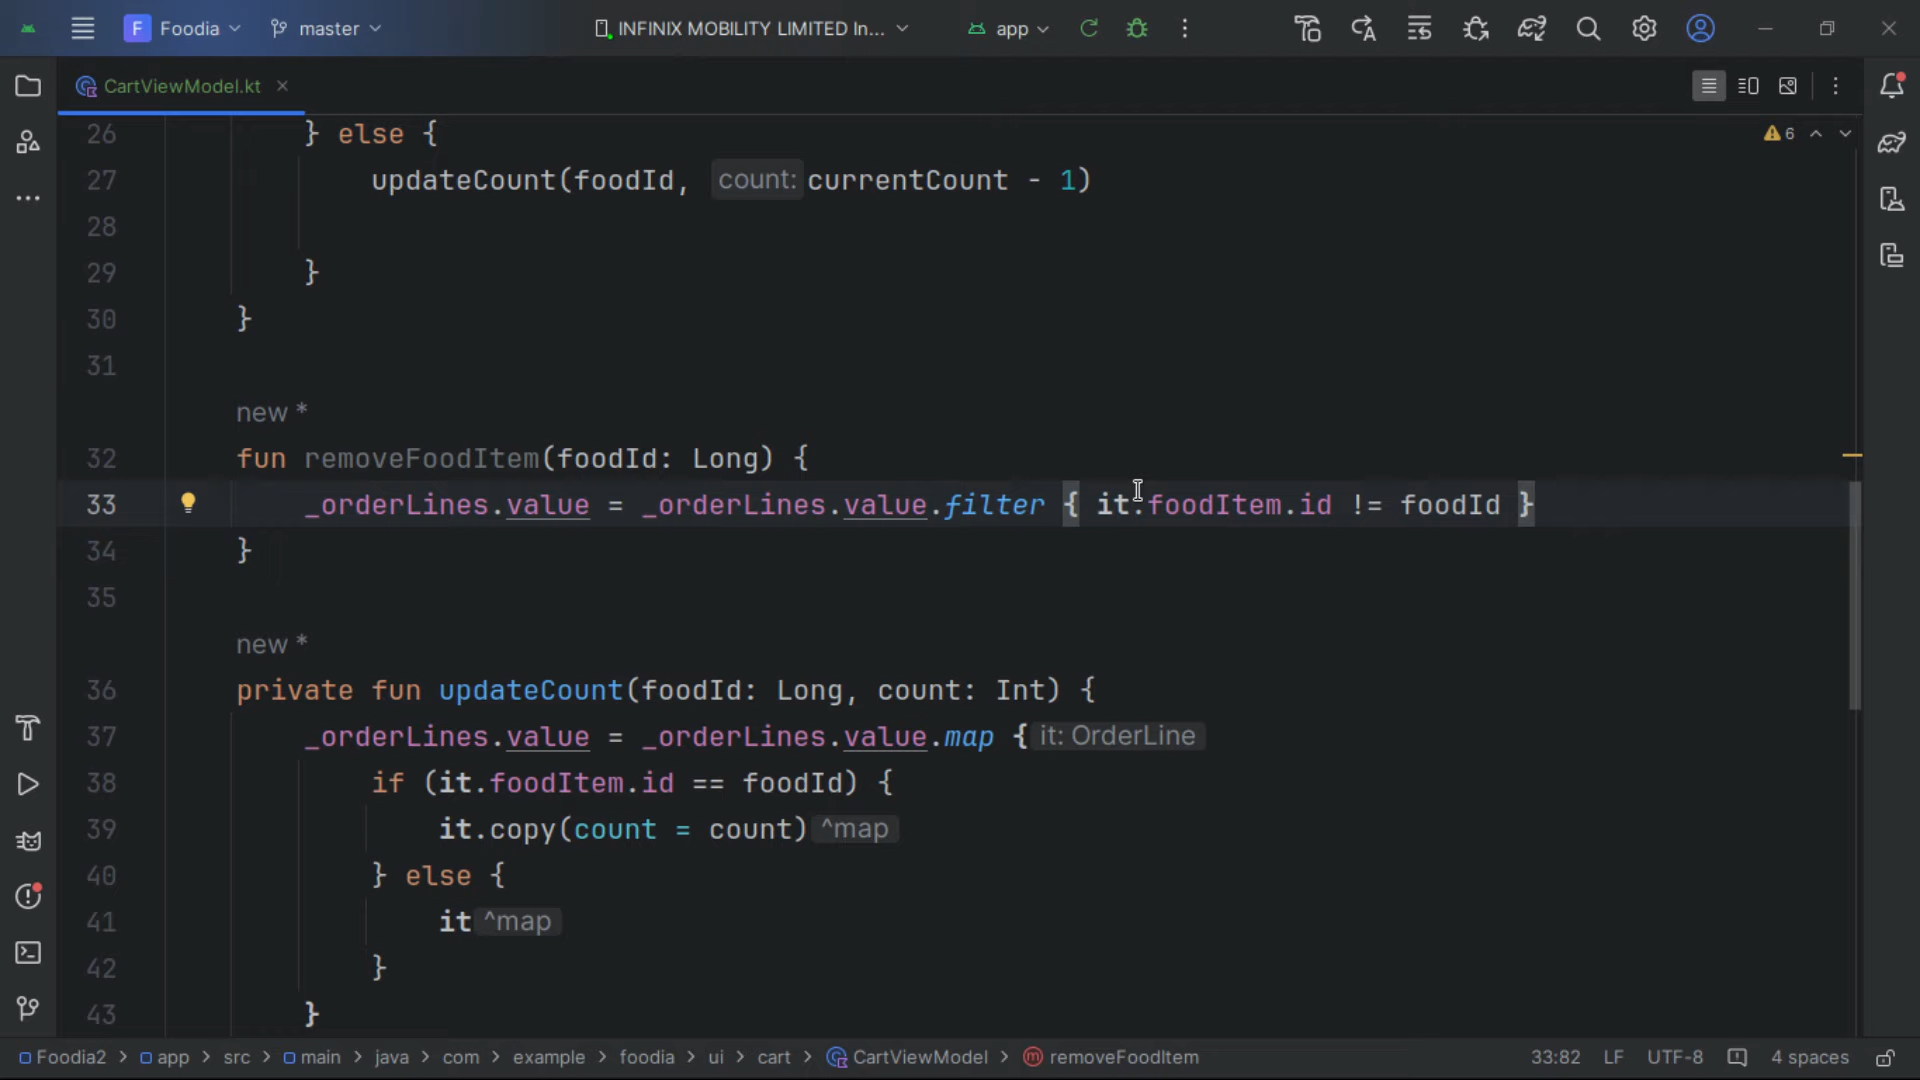 F Foodia master INFINIX MOBILITY LIMITED In... app
CartViewModel.kt
26 } else { 6
27 updateCount(foodId, count: currentCount - 1)
28
29 }
30 }
31
new *
32 fun removeFoodItem(foodId: Long) {
33 _orderLines.value = _orderLines.value.filter { it.foodItem.id != foodId }
34 }
35
new *
36 private fun updateCount(foodId: Long, count: Int) {
37 _orderLines.value = _orderLines.value.map { it: OrderLine
38 if (it.foodItem.id == foodId) {
39 it.copy(count = count) ^map
40 } else {
41 it ^map
42 }
43 }
Foodia2 > app > src > main > java > com > example > foodia > ui > cart > CartViewModel > m removeFoodItem 33:82 LF UTF-8 4 spaces